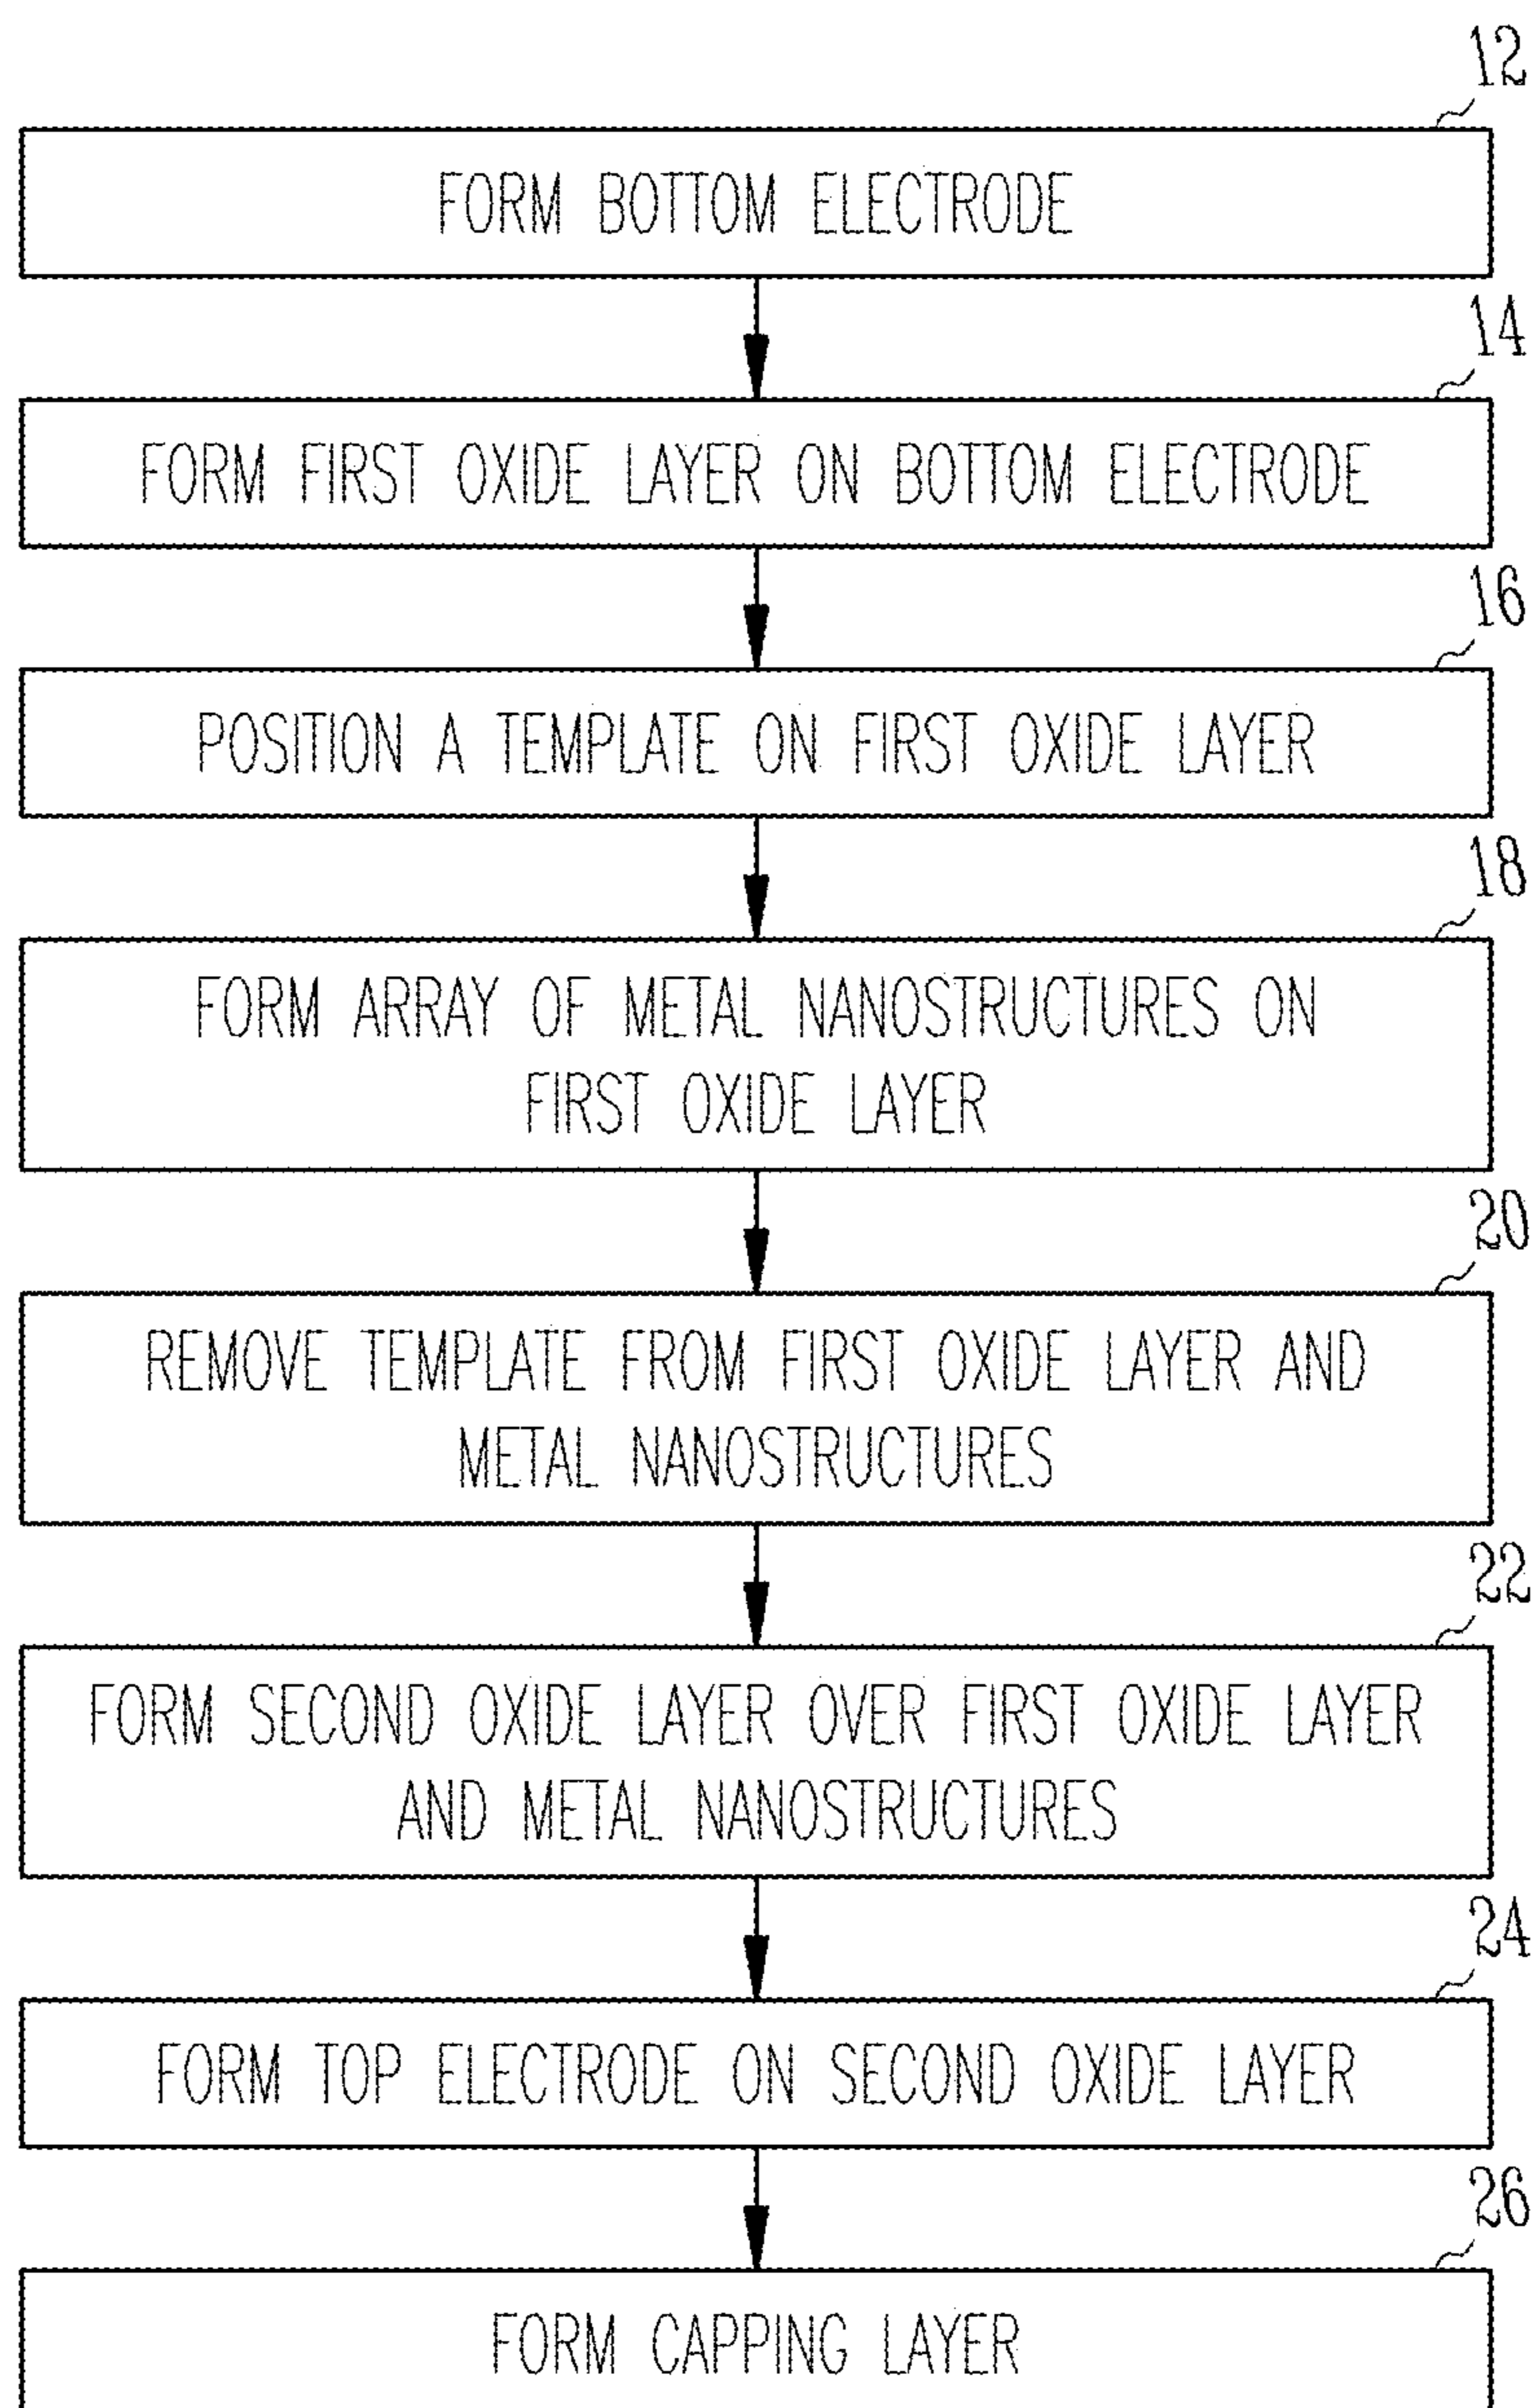 12
FORM BOTTOM ELECTRODE
14
FORM FIRST OXIDE LAYER ON BOTTOM ELECTRODE
16
POSITION A TEMPLATE ON FIRST OXIDE LAYER
18
FORM ARRAY OF METAL NANOSTRUCTURES ON
FIRST OXIDE LAYER
20
REMOVE TEMPLATE FROM FIRST OXIDE LAYER AND
METAL NANOSTRUCTURES
22
FORM SECOND OXIDE LAYER OVER FIRST OXIDE LAYER
AND METAL NANOSTRUCTURES
24
FORM TOP ELECTRODE ON SECOND OXIDE LAYER
26
FORM CAPPING LAYER